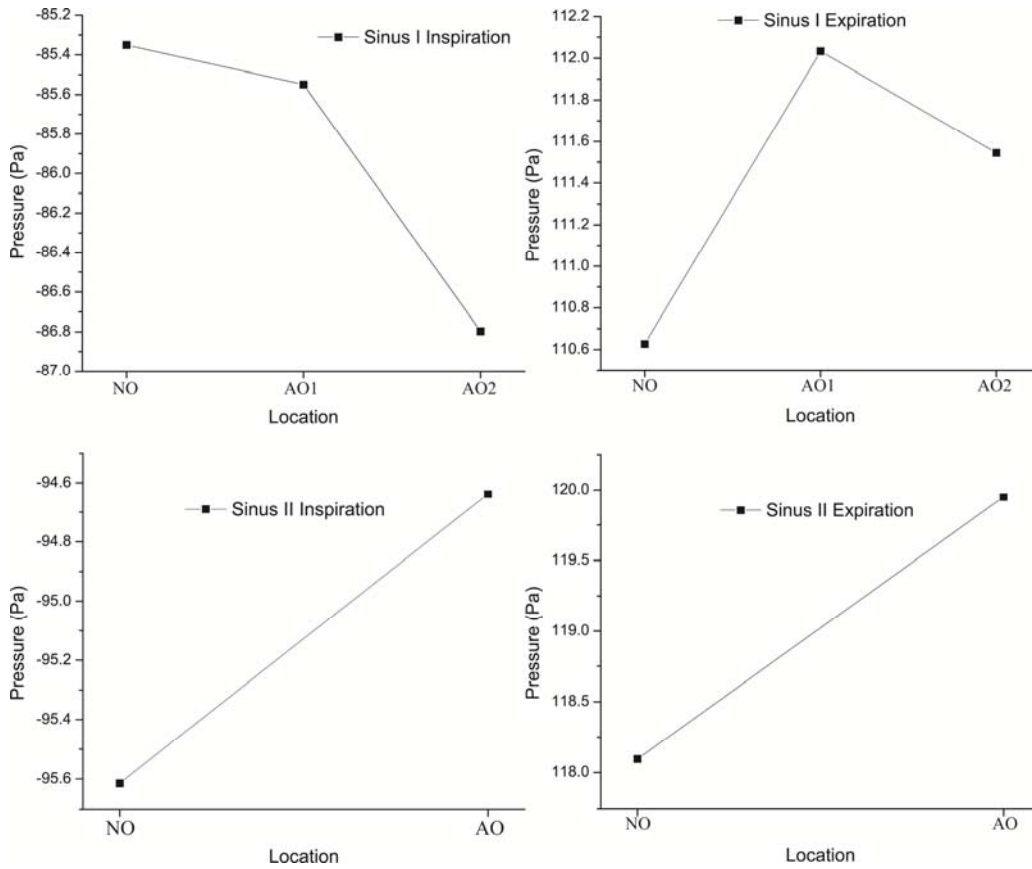 -85.2
-85.4
-85.6
-85.8
-86.0
-86.2
-86.4
-86.6
-86.8
-87.0
Pressure (Pa)
Sinus I Inspiration
NO AO1 AO2
Location
112.2
112.0
111.8
111.6
111.4
111.2
111.0
110.8
110.6
Pressure (Pa)
Sinus I Expiration
NO AO1 AO2
Location
-94.6
-94.8
-95.0
-95.2
-95.4
-95.6
Pressure (Pa)
Sinus II Inspiration
NO AO
Location
120.0
119.5
119.0
118.5
118.0
Pressure (Pa)
Sinus II Expiration
NO AO
Location